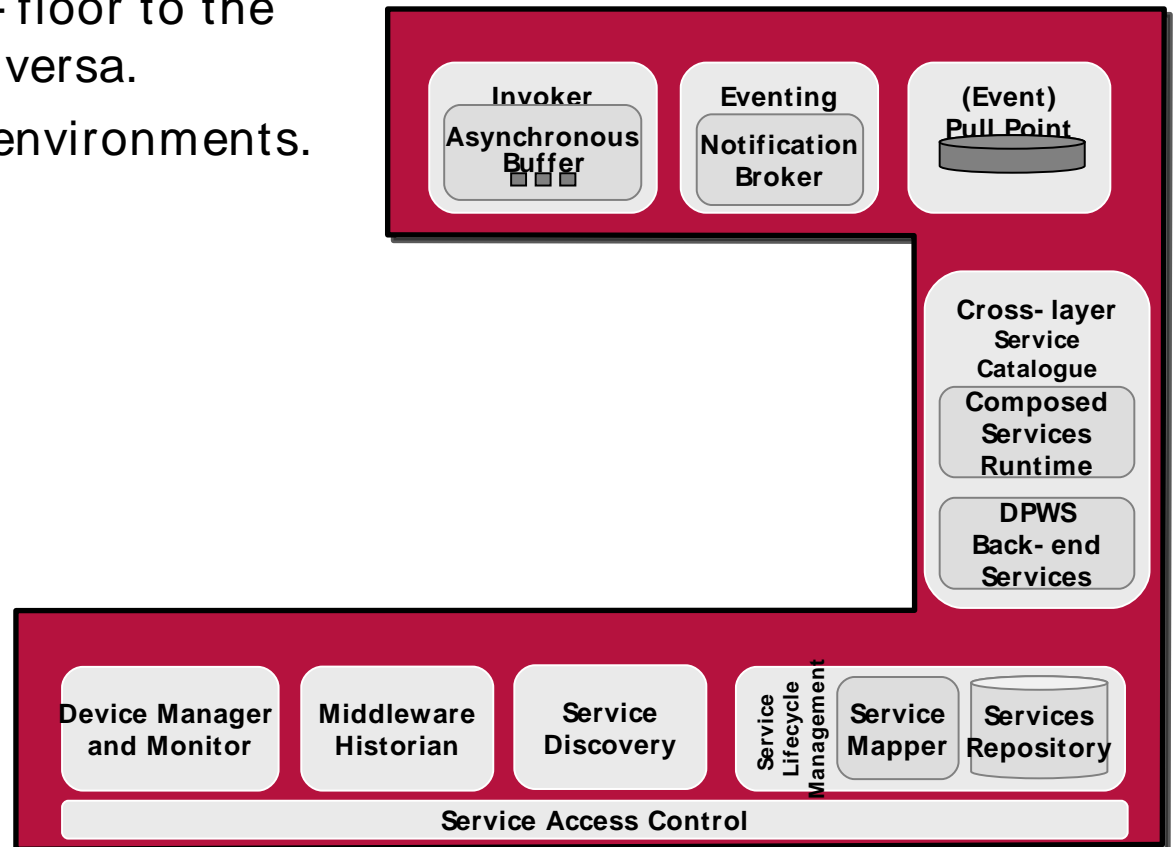 - floor to the
versa.
environments.
Invoker
Asynchronous
Buffer
Eventing
Notification
Broker
(Event)
Pull Point
Cross- layer
Service
Catalogue
Composed
Services
Runtime
DPWS
Back- end
Services
Device Manager
and Monitor
Middleware
Historian
Service
Discovery
Service
Lifecycle
Management
Service
Mapper
Services
Repository
Service Access Control